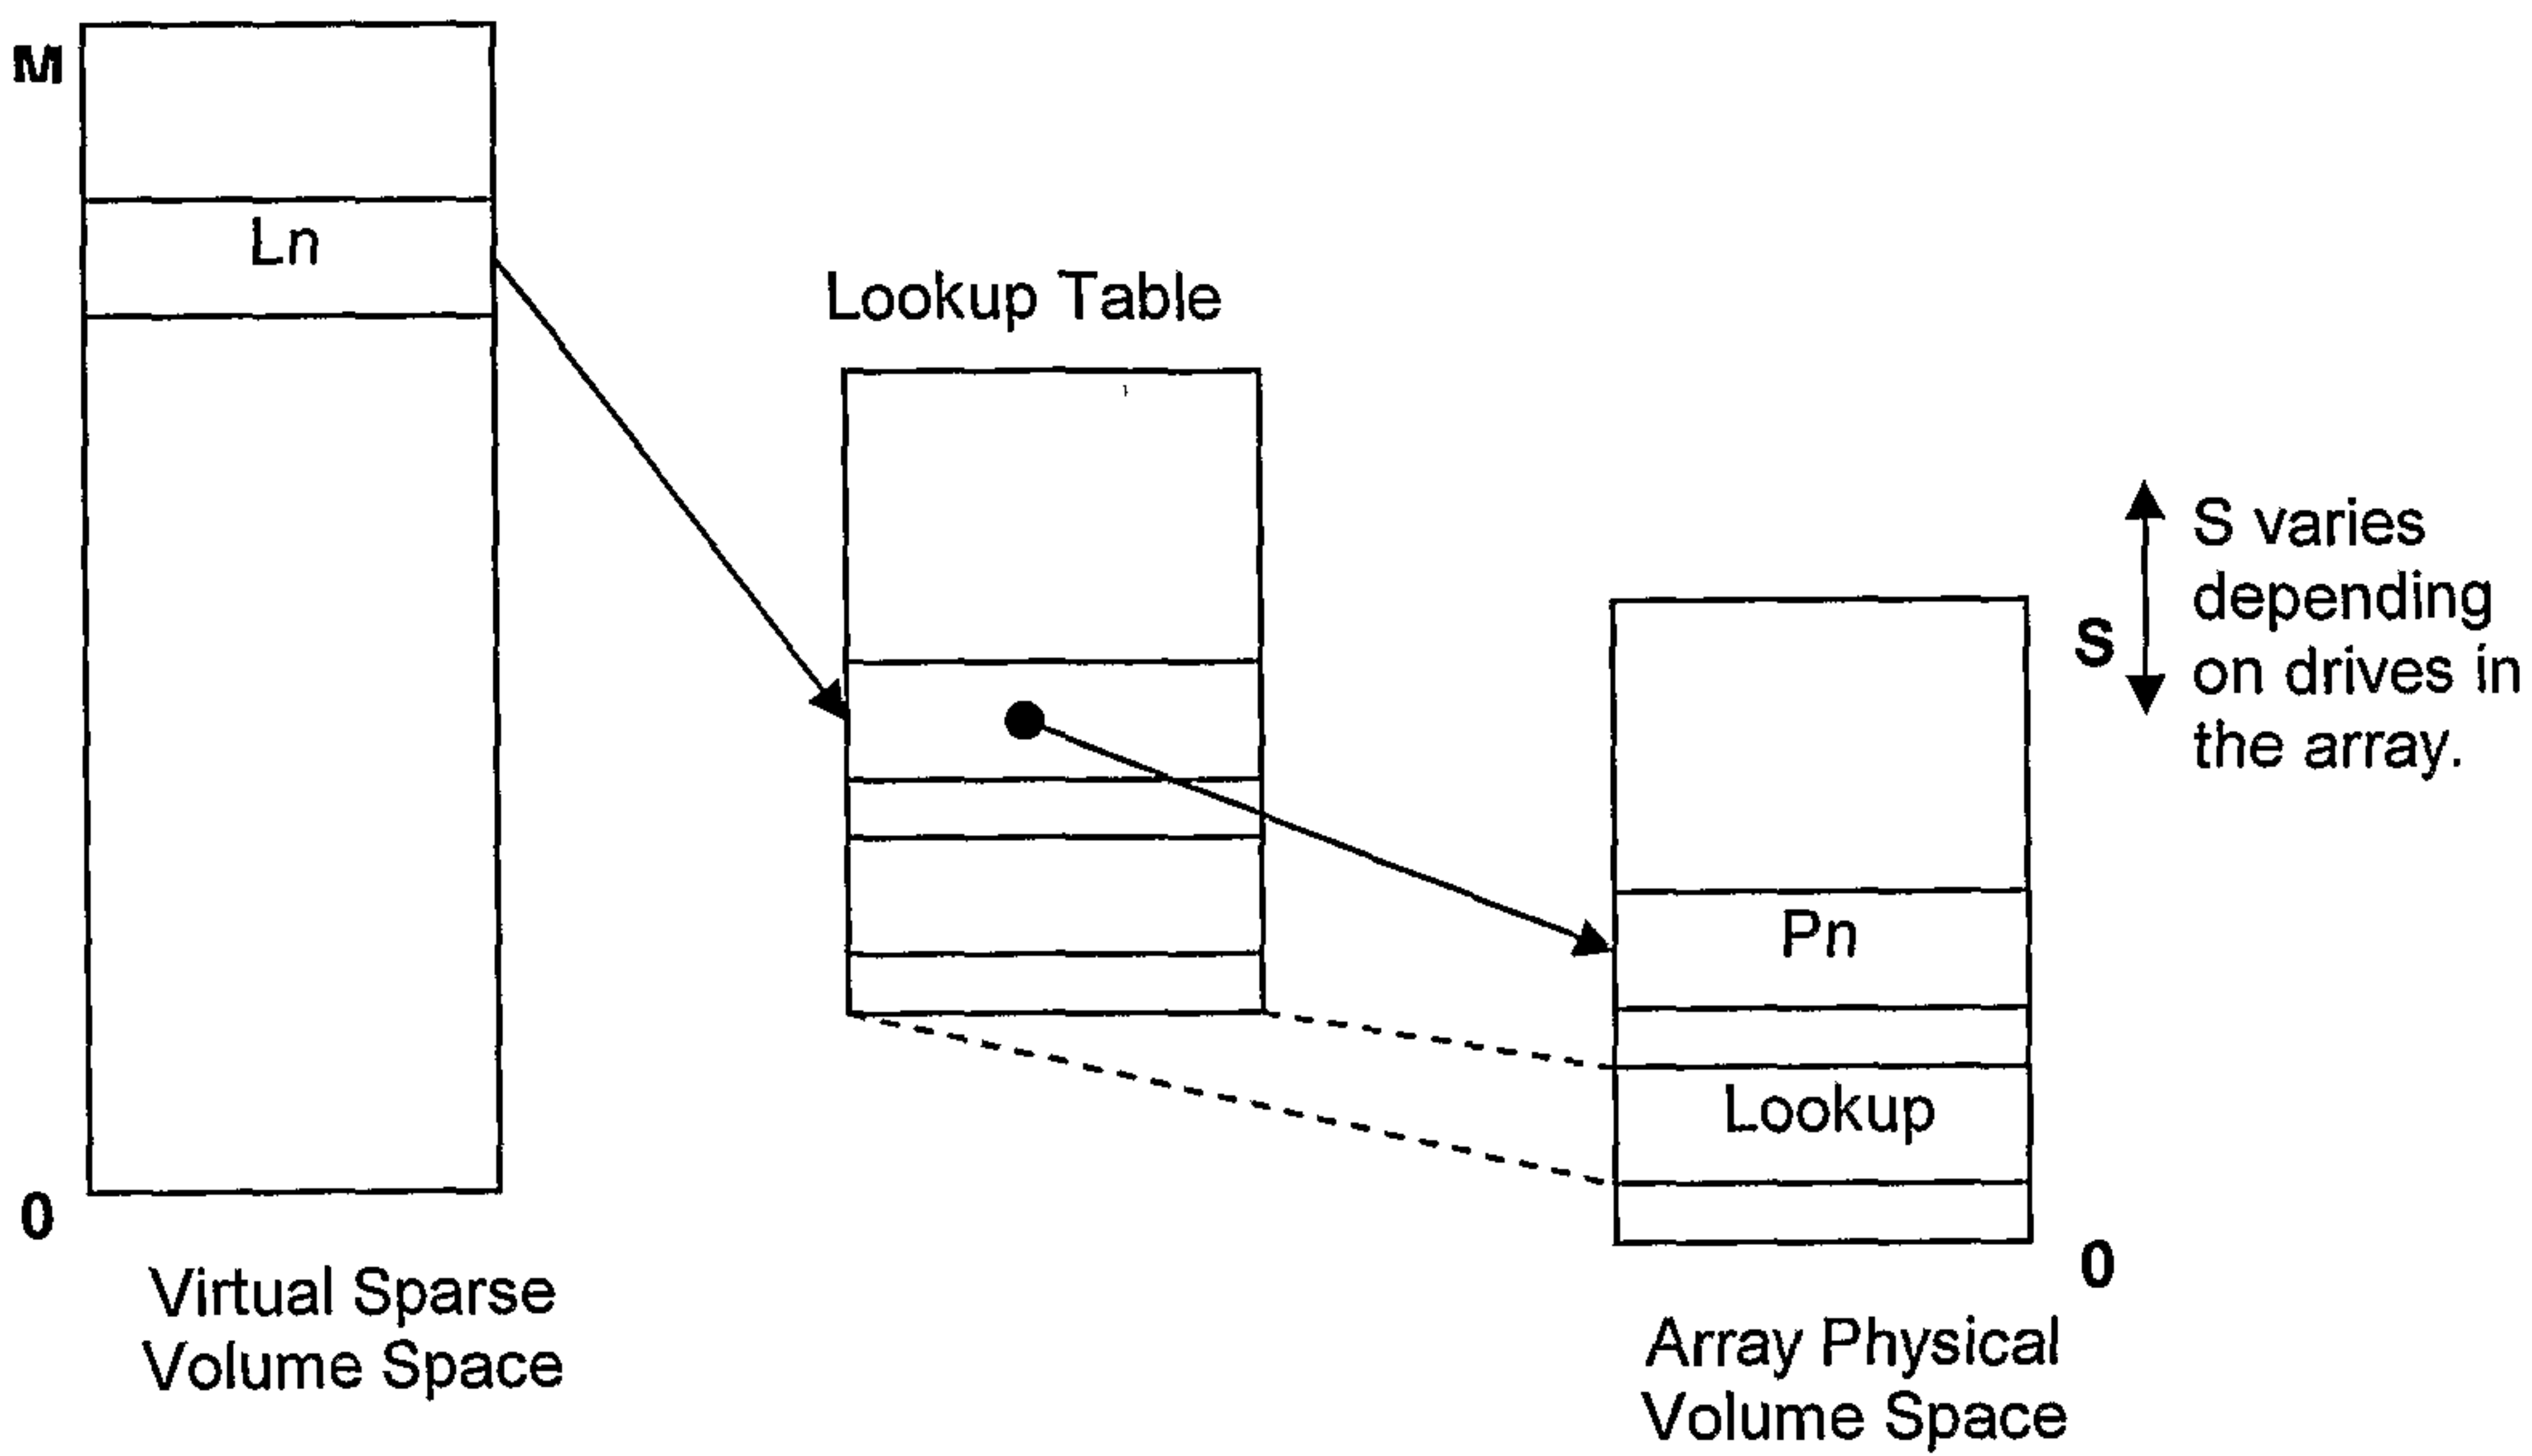 M
Ln
Lookup Table
S varies
depending
S
on drives in
the array.
Pn
Lookup
0
0
Virtual Sparse
Volume Space
Array Physical
Volume Space